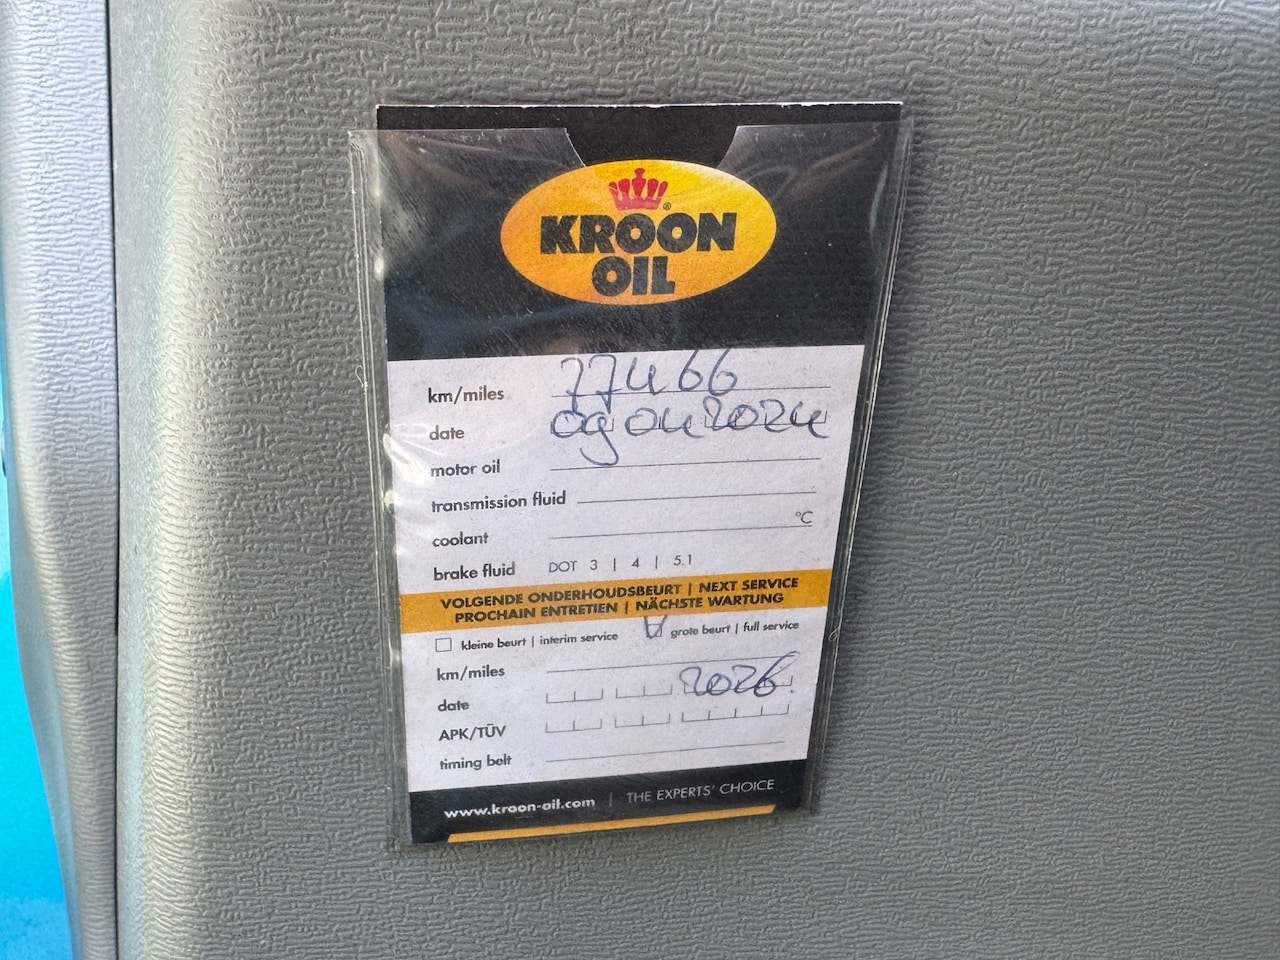 KROON
OIL
km/miles 77466
date 09 04 2024
motor oil
transmission fluid
coolant °C
brake fluid DOT 3 | 4 | 5.1
VOLGENDE ONDERHOUDSBEURT | NEXT SERVICE
PROCHAIN ENTRETIEN | NÄCHSTE WARTUNG
kleine beurt | interim service grote beurt | full service
km/miles
date 2026
APK/TÜV
timing belt
www.kroon-oil.com | THE EXPERTS' CHOICE